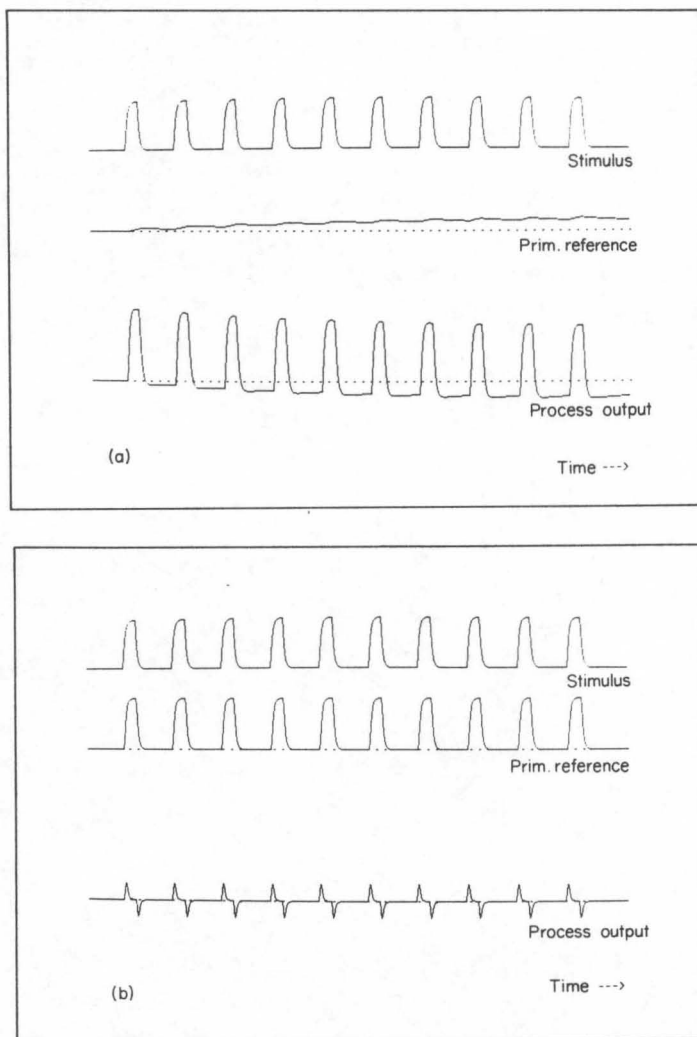 Stimulus
Prim. reference
Process output
(a)
Time --->
Stimulus
Prim. reference
Process output
(b)
Time --->